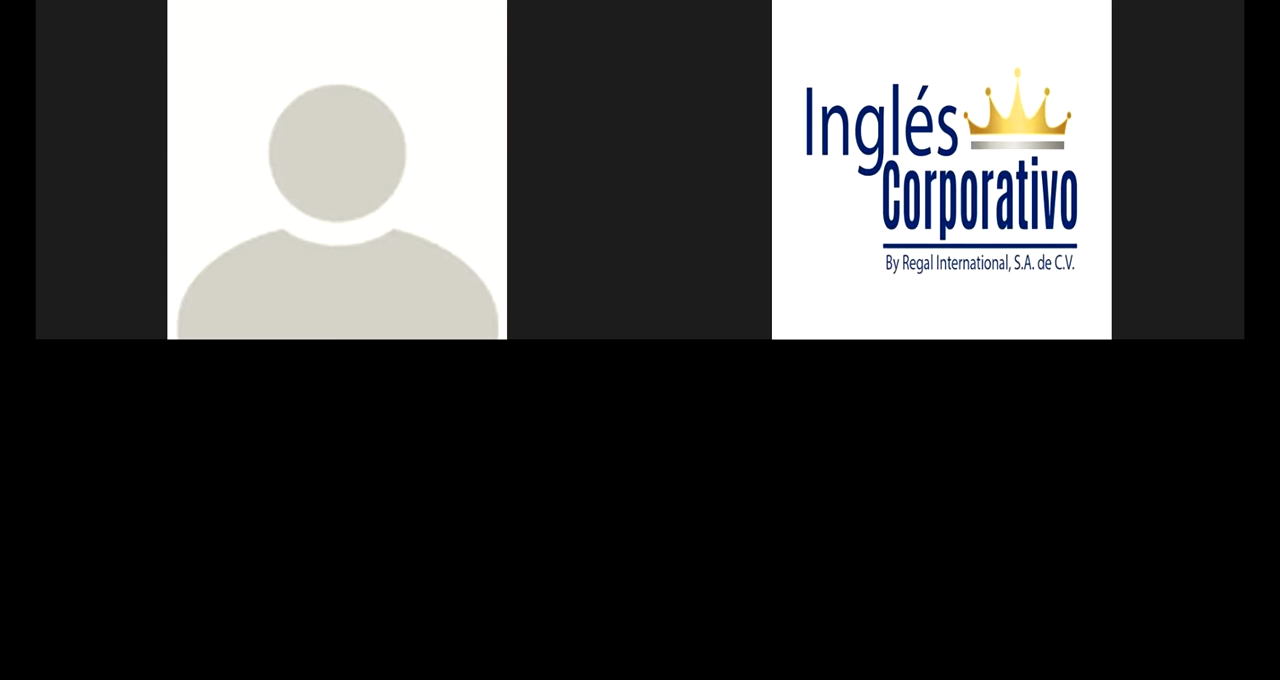 Inglés
Corporativo
By Regal International, S.A. de C.V.